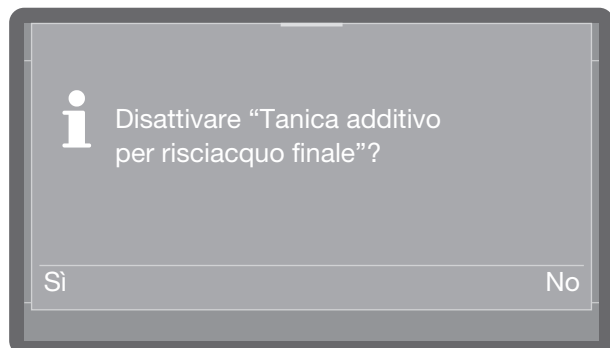 Disattivare “Tanica additivo
per risciacquo finale”?
Sì
No